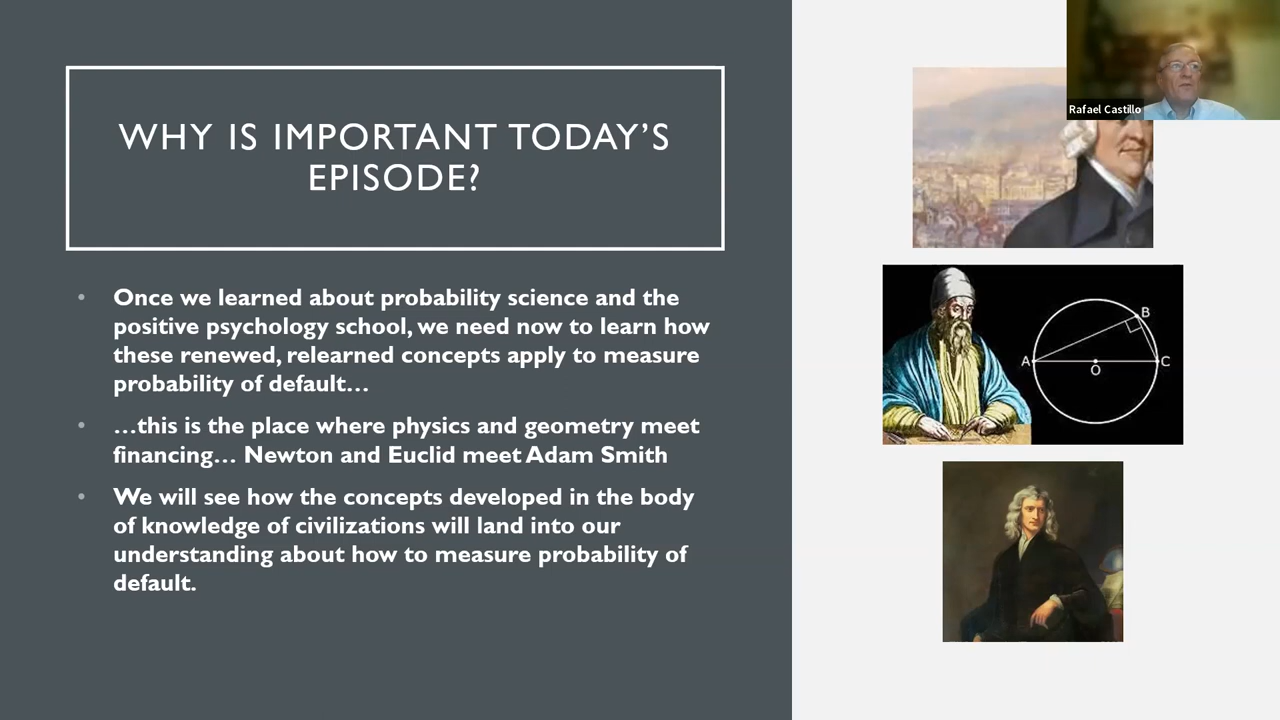 WHY IS IMPORTANT TODAY'S
EPISODE?
• Once we learned about probability science and the
positive psychology school, we need now to learn how
these renewed, relearned concepts apply to measure
probability of default…
• …this is the place where physics and geometry meet
financing… Newton and Euclid meet Adam Smith
• We will see how the concepts developed in the body
of knowledge of civilizations will land into our
understanding about how to measure probability of
default.
Rafael Castillo
B
A
O
C